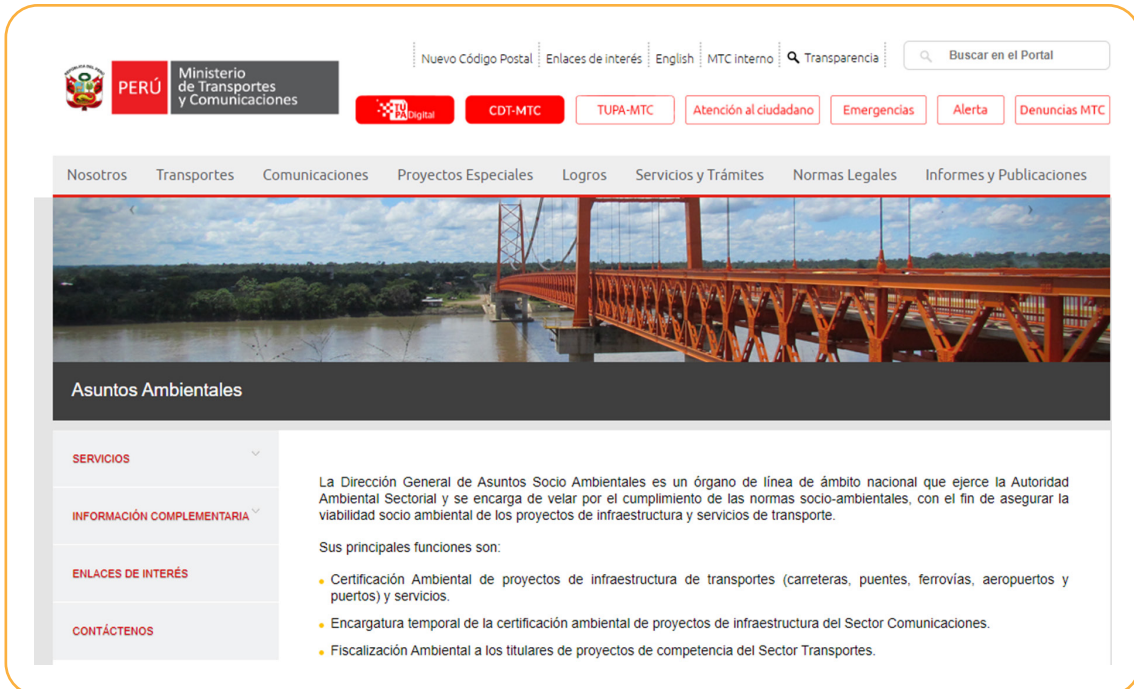 Nuevo Código Postal Enlaces de interés English MTC interno Transparencia Buscar en el Portal
PERÚ
Ministerio
de Transportes
y Comunicaciones
TUPA Digital CDT-MTC TUPA-MTC Atención al ciudadano Emergencias Alerta Denuncias MTC
Nosotros Transportes Comunicaciones Proyectos Especiales Logros Servicios y Trámites Normas Legales Informes y Publicaciones
Asuntos Ambientales
SERVICIOS
INFORMACIÓN COMPLEMENTARIA
ENLACES DE INTERÉS
CONTÁCTENOS
La Dirección General de Asuntos Socio Ambientales es un órgano de línea de ámbito nacional que ejerce la Autoridad
Ambiental Sectorial y se encarga de velar por el cumplimiento de las normas socio-ambientales, con el fin de asegurar la
viabilidad socio ambiental de los proyectos de infraestructura y servicios de transporte.
Sus principales funciones son:
Certificación Ambiental de proyectos de infraestructura de transportes (carreteras, puentes, ferrovías, aeropuertos y
puertos) y servicios.
Encargatura temporal de la certificación ambiental de proyectos de infraestructura del Sector Comunicaciones.
Fiscalización Ambiental a los titulares de proyectos de competencia del Sector Transportes.